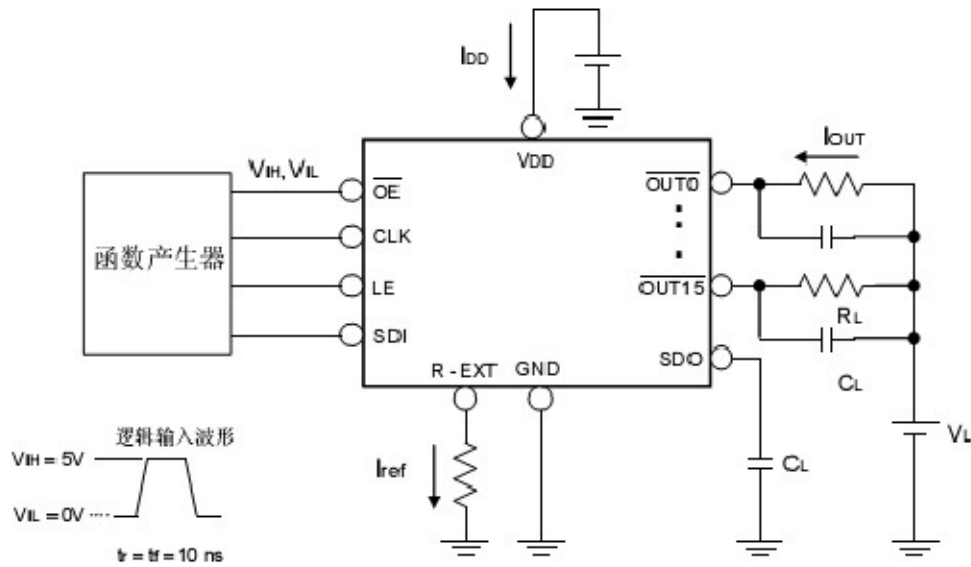 IDD
VDD
IOUT
VIH, VIL
函数产生器
OE
CLK
LE
SDI
OUT0
OUT15
SDO
RL
CL
R-EXT
GND
VL
CL
Iref
逻辑输入波形
VIH = 5V
VIL = 0V
tr = tf = 10 ns